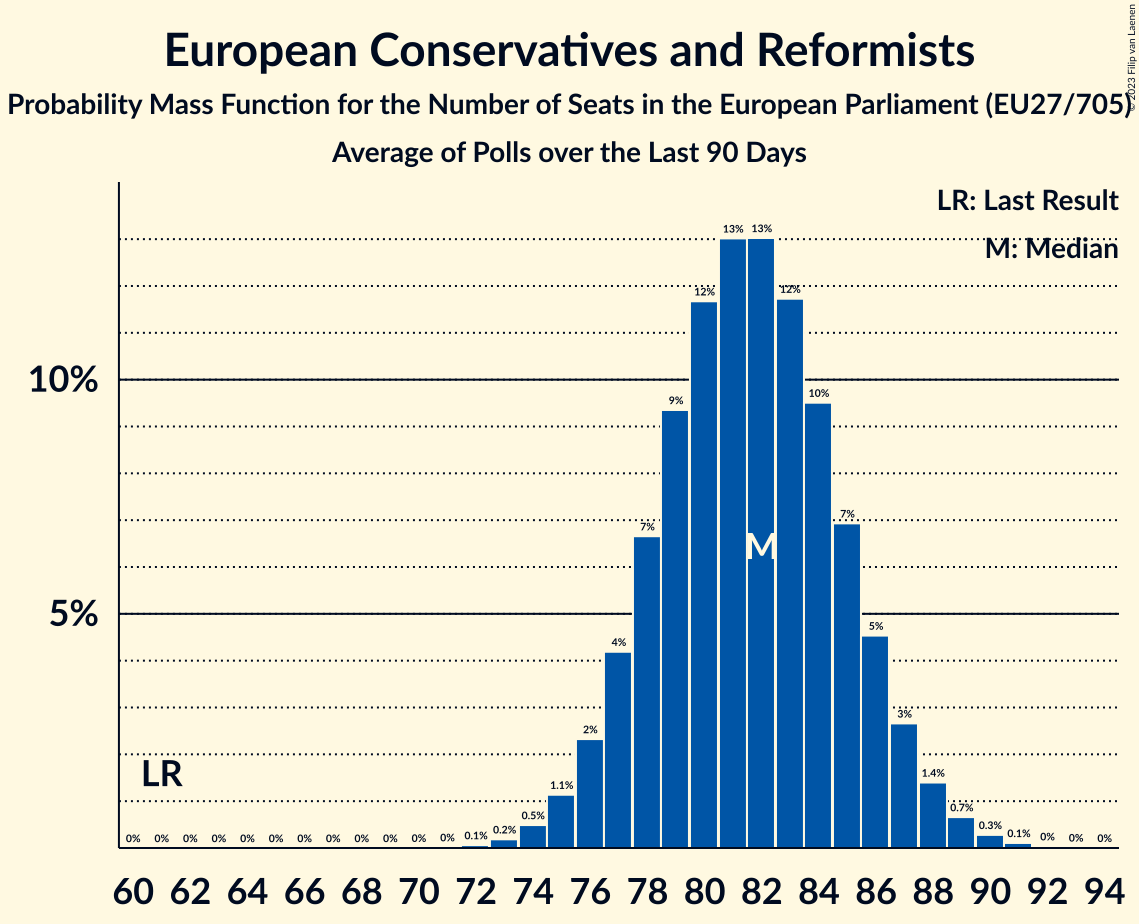 European Conservatives and Reformists
Probability Mass Function for the Number of Seats in the European Parliament (EU27/705)
Average of Polls over the Last 90 Days
© 2023 Filip van Laenen
LR: Last Result
M: Median
13% 13%
12% 12%
10%
10%
9%
7% 7%
M
5%
5%
4%
3%
2%
LR
1.1% 1.4%
0% 0% 0% 0% 0% 0% 0% 0% 0% 0% 0% 0% 0.1% 0.2% 0.5% 0.7% 0.3% 0.1% 0% 0% 0%
60 62 64 66 68 70 72 74 76 78 80 82 84 86 88 90 92 94